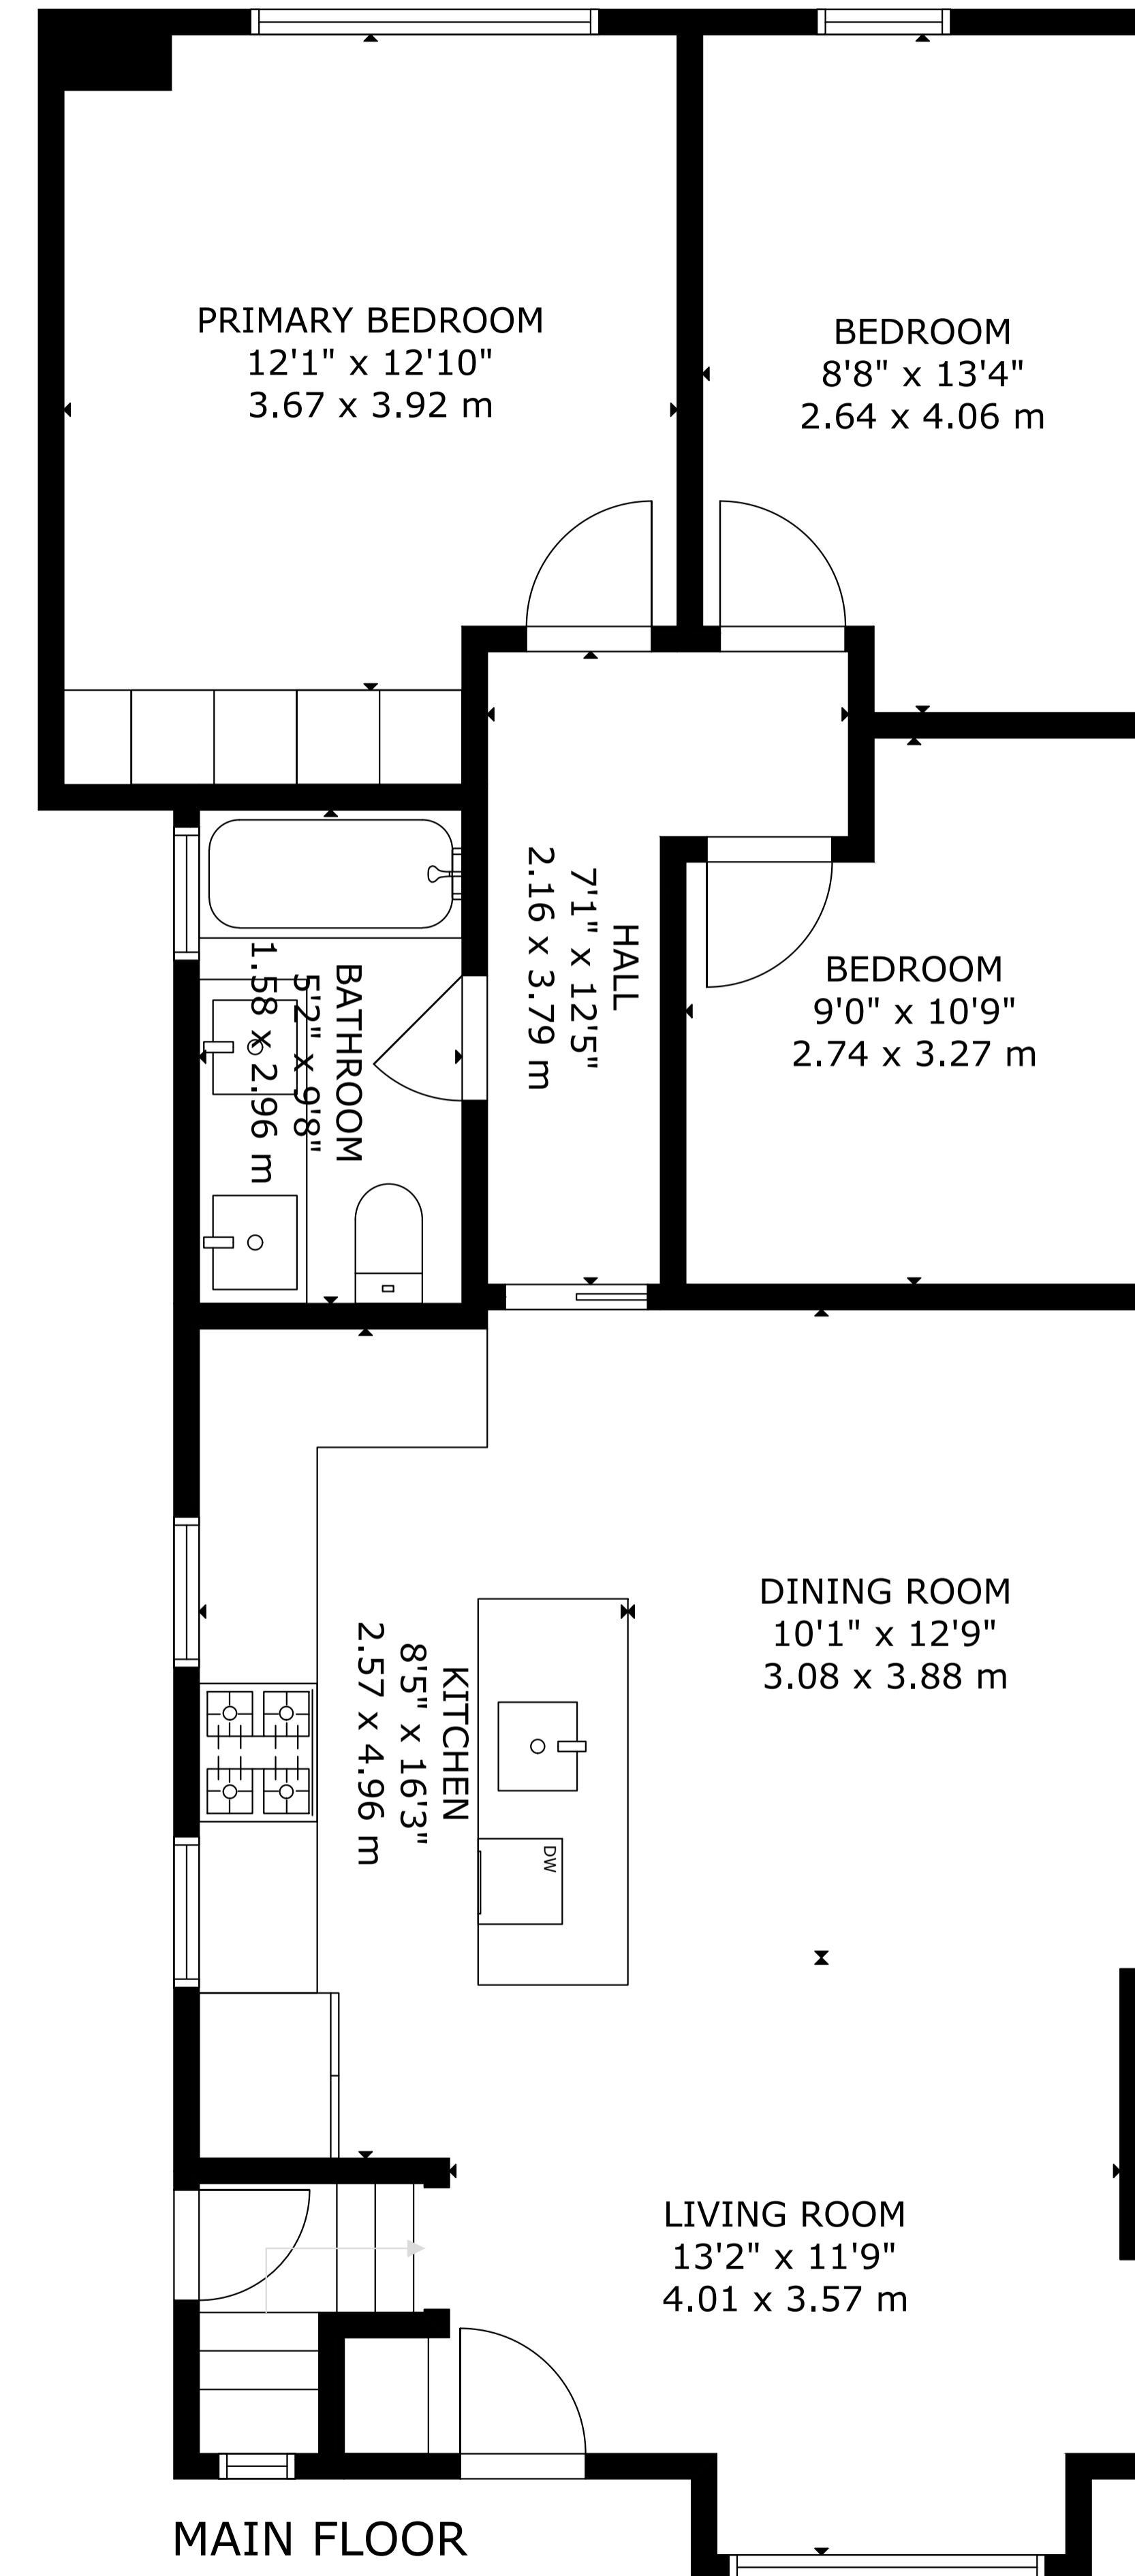 PRIMARY BEDROOM
12'1" x 12'10"
3.67 x 3.92 m
BEDROOM
8'8" x 13'4"
2.64 x 4.06 m
HALL
7'1" x 12'5"
2.16 x 3.79 m
BATHROOM
5'2" x 9'8"
1.58 x 2.96 m
BEDROOM
9'0" x 10'9"
2.74 x 3.27 m
DINING ROOM
10'1" x 12'9"
3.08 x 3.88 m
KITCHEN
8'5" x 16'3"
2.57 x 4.96 m
DW
LIVING ROOM
13'2" x 11'9"
4.01 x 3.57 m
MAIN FLOOR